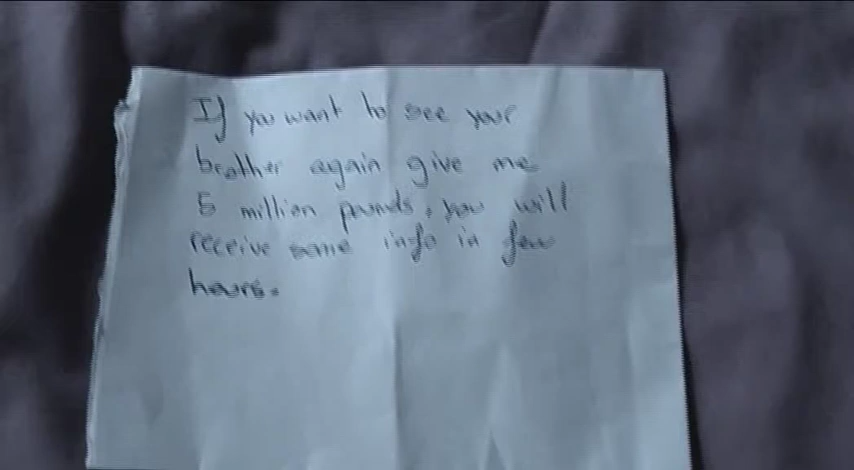 If you want to see your
brother again give me
5 million pounds. you will
receive some info in few
hours.